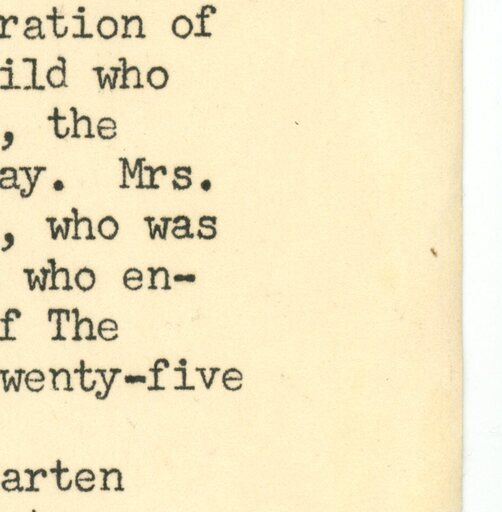 ration of
ild who
, the
ay.  Mrs.
, who was
who en-
f The
wenty-five
arten